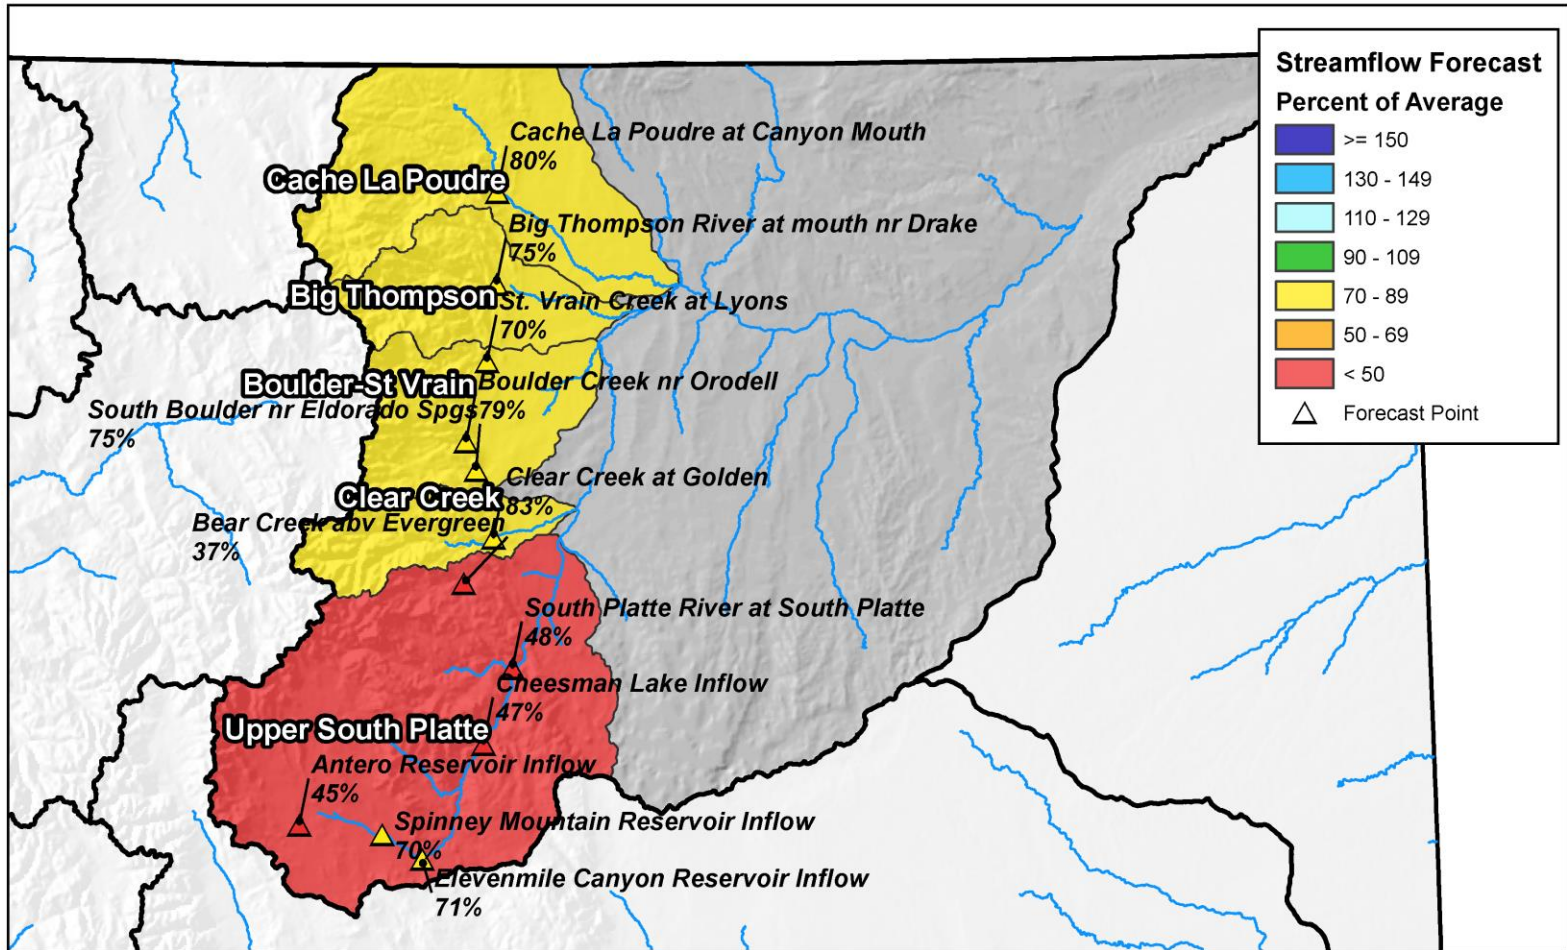 Streamflow Forecast
Percent of Average
>= 150
130 - 149
110 - 129
90 - 109
70 - 89
50 - 69
< 50
Forecast Point
Cache La Poudre at Canyon Mouth
80%
Cache La Poudre
Big Thompson River at mouth nr Drake
75%
Big Thompson
St. Vrain Creek at Lyons
70%
Boulder-St Vrain
Boulder Creek nr Orodell
79%
South Boulder nr Eldorado Spgs
75%
Clear Creek at Golden
83%
Clear Creek
Bear Creek abv Evergreen
37%
South Platte River at South Platte
48%
Cheesman Lake Inflow
47%
Upper South Platte
Antero Reservoir Inflow
45%
Spinney Mountain Reservoir Inflow
70%
Elevenmile Canyon Reservoir Inflow
71%